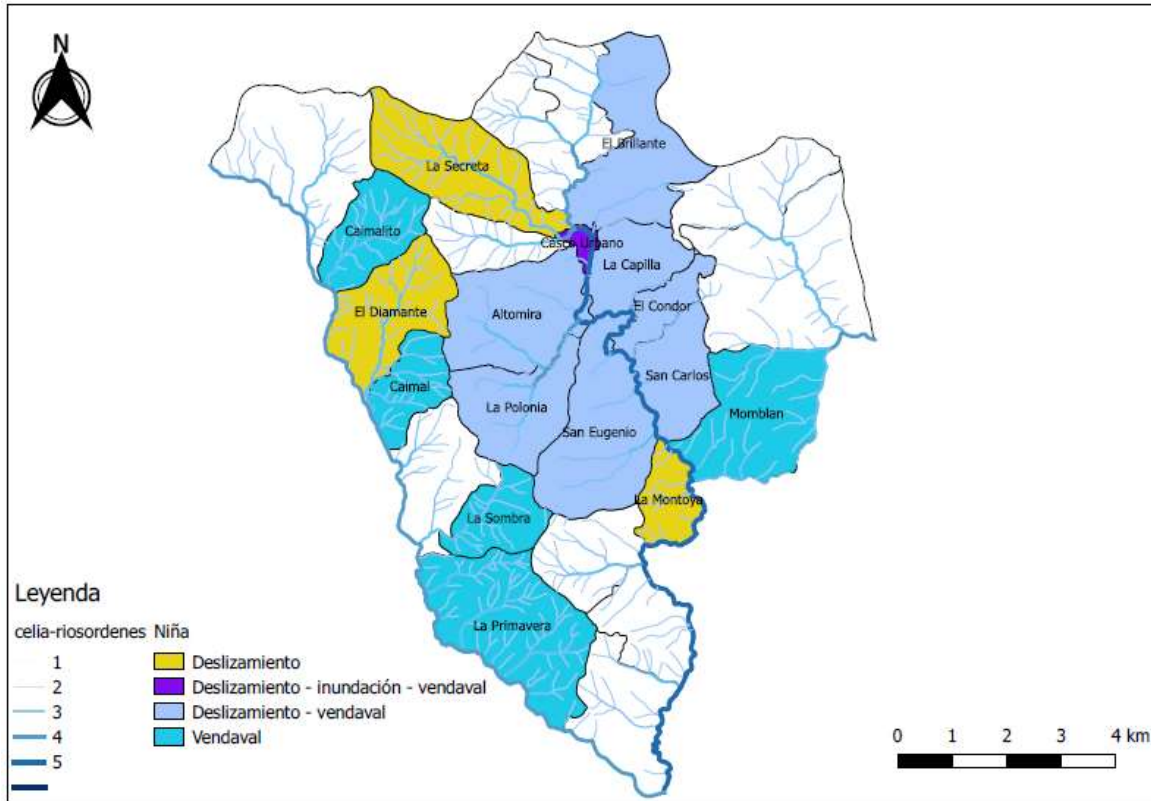 N
La Secreta
El Brillante
Caimalito
Casco Urbano
La Capilla
El Diamante
Altomira
El Condor
Caimal
San Carlos
La Polonia
Momblan
San Eugenio
La Montoya
La Sombra
La Primavera
Leyenda
celia-riosordenes Niña
1
2
3
4
5
Deslizamiento
Deslizamiento - inundación - vendaval
Deslizamiento - vendaval
Vendaval
0 1 2 3 4 km